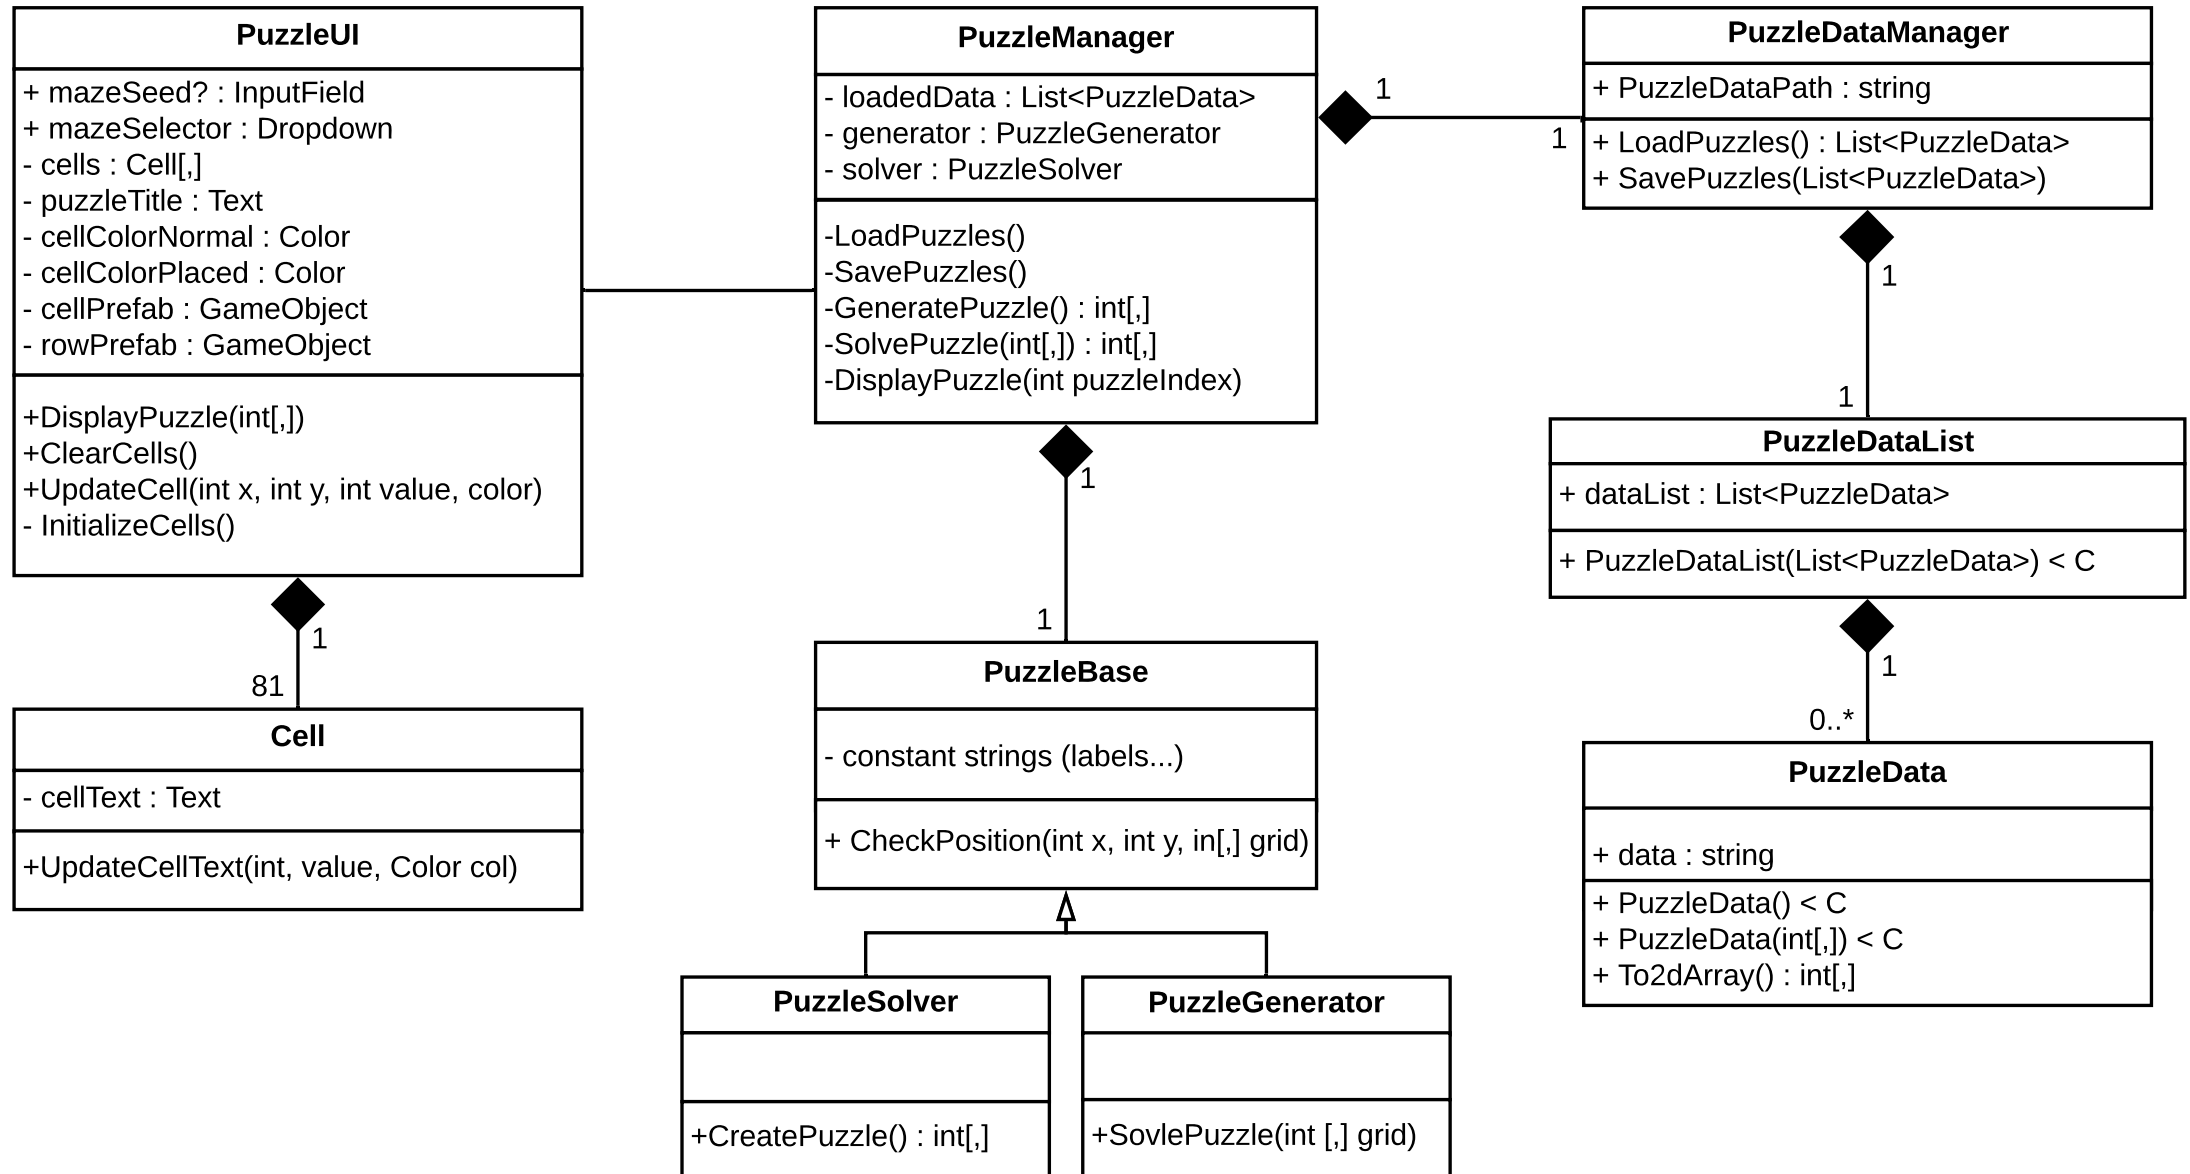 PuzzleUI
+ mazeSeed? : InputField
+ mazeSelector : Dropdown
- cells : Cell[,]
- puzzleTitle : Text
- cellColorNormal : Color
- cellColorPlaced : Color
- cellPrefab : GameObject
- rowPrefab : GameObject
+DisplayPuzzle(int[,])
+ClearCells()
+UpdateCell(int x, int y, int value, color)
- InitializeCells()
1
81
Cell
- cellText : Text
+UpdateCellText(int, value, Color col)
PuzzleManager
- loadedData : List<PuzzleData>
- generator : PuzzleGenerator
- solver : PuzzleSolver
-LoadPuzzles()
-SavePuzzles()
-GeneratePuzzle() : int[,]
-SolvePuzzle(int[,]) : int[,]
-DisplayPuzzle(int puzzleIndex)
1
1
PuzzleBase
- constant strings (labels...)
+ CheckPosition(int x, int y, in[,] grid)
PuzzleSolver
+CreatePuzzle() : int[,]
PuzzleGenerator
+SovlePuzzle(int [,] grid)
1
1
PuzzleDataManager
+ PuzzleDataPath : string
+ LoadPuzzles() : List<PuzzleData>
+ SavePuzzles(List<PuzzleData>)
1
1
PuzzleDataList
+ dataList : List<PuzzleData>
+ PuzzleDataList(List<PuzzleData>) < C
1
0..*
PuzzleData
+ data : string
+ PuzzleData() < C
+ PuzzleData(int[,]) < C
+ To2dArray() : int[,]